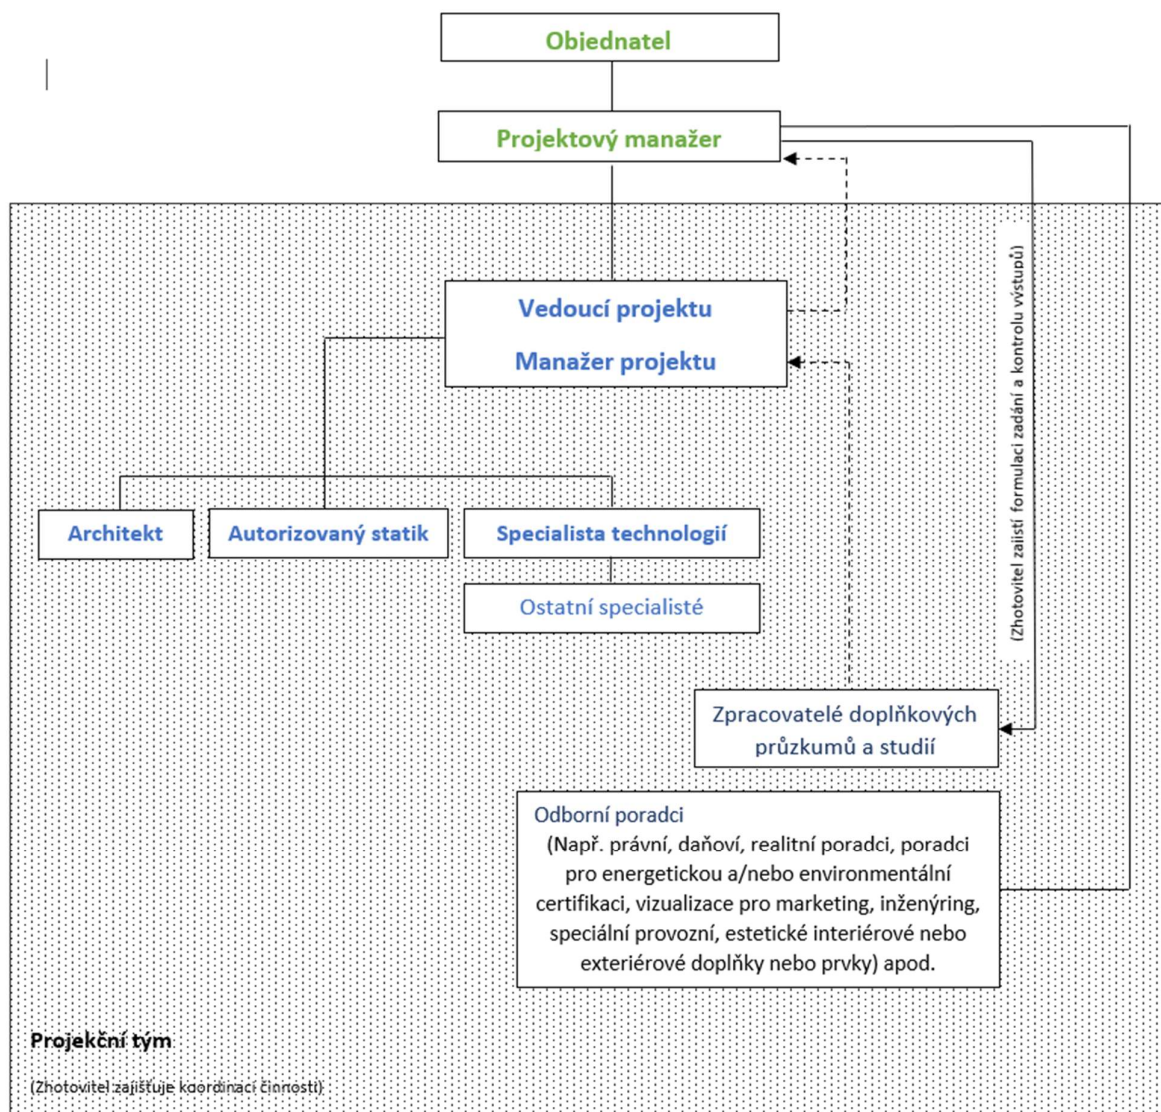 Objednatel
Projektový manažer
Vedoucí projektu
Manažer projektu
(Zhotovitel zajistí formulaci zadání a kontrolu výstupů)
Architekt
Autorizovaný statik
Specialista technologií
Ostatní specialisté
Zpracovatelé doplňkových
průzkumů a studií
Odborní poradci
(Např. právní, daňoví, realitní poradci, poradci
pro energetickou a/nebo environmentální
certifikaci, vizualizace pro marketing, inženýring,
speciální provozní, estetické interiérové nebo
exteriérové doplňky nebo prvky) apod.
Projekční tým
(Zhotovitel zajišťuje koordinaci činnosti)